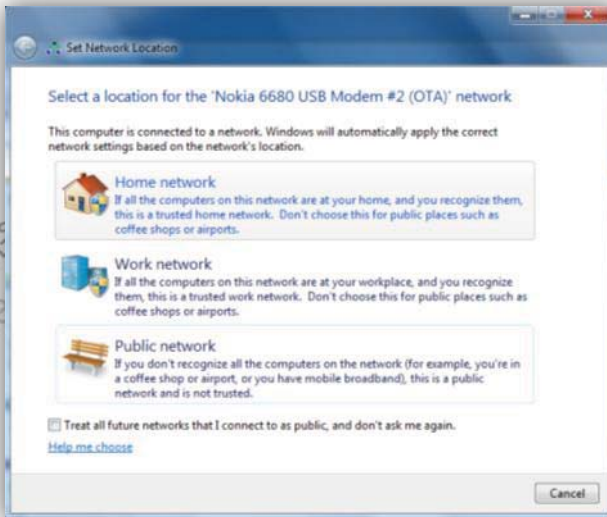 Set Network Location
Select a location for the 'Nokia 6680 USB Modem #2 (OTA)' network
This computer is connected to a network. Windows will automatically apply the correct
network settings based on the network's location.
Home network
If all the computers on this network are at your home, and you recognize them,
this is a trusted home network. Don't choose this for public places such as
coffee shops or airports.
Work network
If all the computers on this network are at your workplace, and you recognize
them, this is a trusted work network. Don't choose this for public places such as
coffee shops or airports.
Public network
If you don't recognize all the computers on the network (for example, you're in
a coffee shop or airport, or you have mobile broadband), this is a public
network and is not trusted.
Treat all future networks that I connect to as public, and don't ask me again.
Help me choose
Cancel